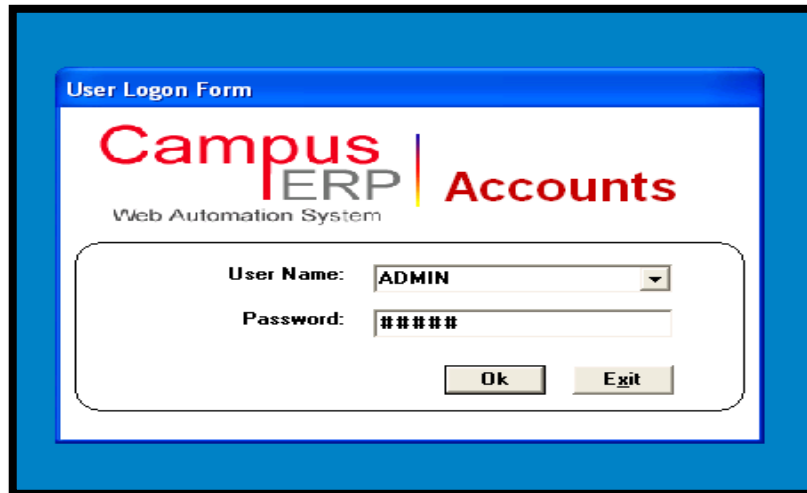 User Logon Form
Campus
ERP
Accounts
Web Automation System
User Name: ADMIN
Password: #####
Ok Exit